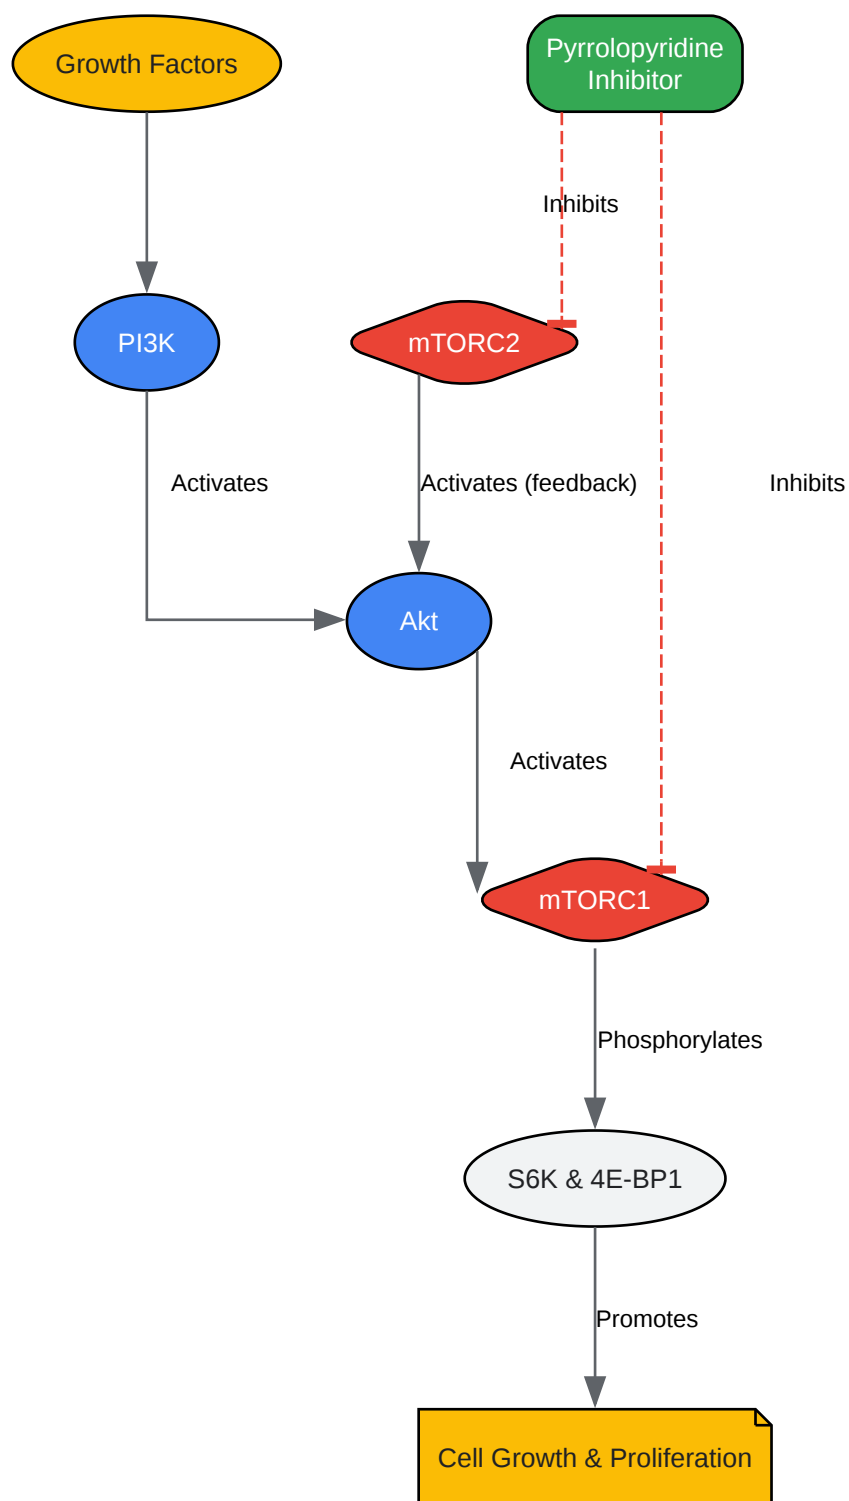 Growth Factors
Pyrrolopyridine
Inhibitor
Inhibits
PI3K
mTORC2
Activates
Activates (feedback)
Inhibits
Akt
Activates
mTORC1
Phosphorylates
S6K & 4E-BP1
Promotes
Cell Growth & Proliferation